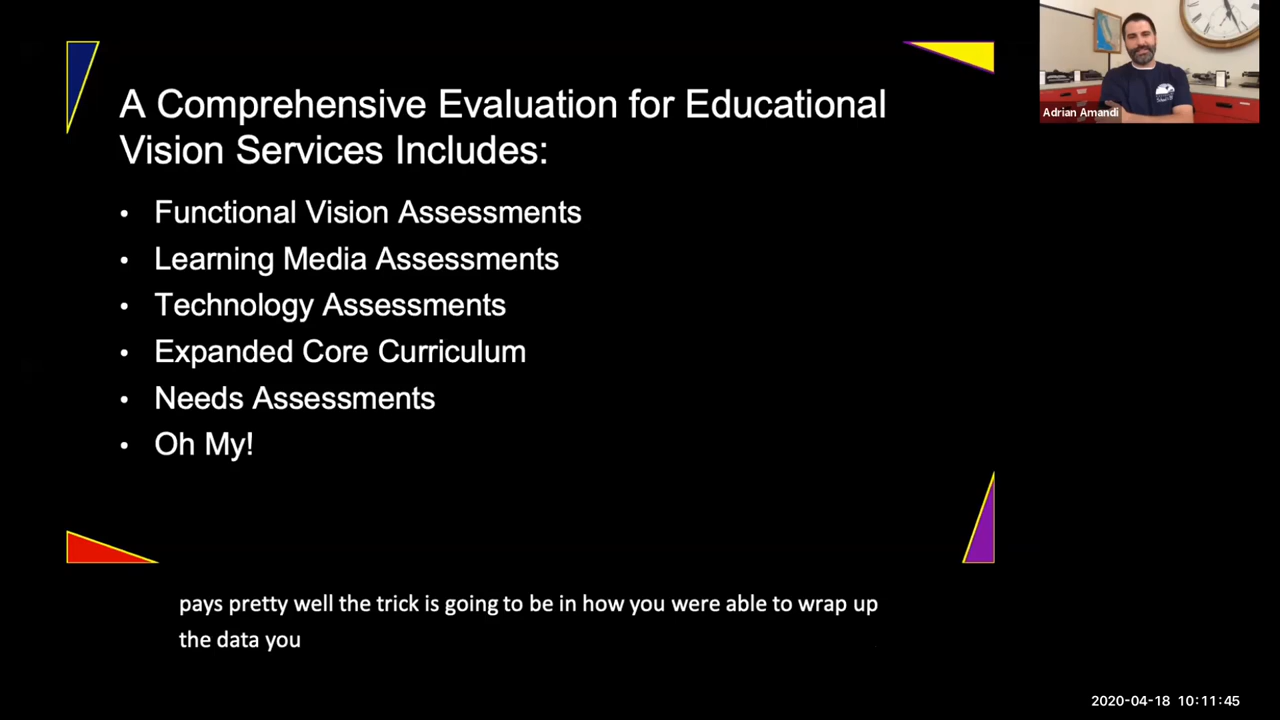 A Comprehensive Evaluation for Educational
Vision Services Includes:
• Functional Vision Assessments
• Learning Media Assessments
• Technology Assessments
• Expanded Core Curriculum
• Needs Assessments
• Oh My!
pays pretty well the trick is going to be in how you were able to wrap up
the data you
Adrian Amandi
2020-04-18 10:11:45